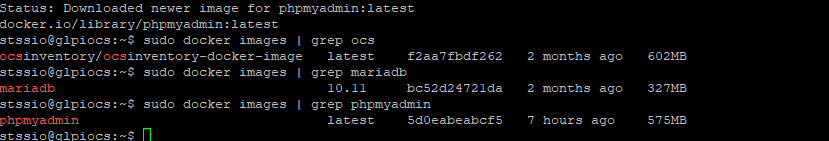 Status: Downloaded newer image for phpmyadmin:latest
docker.io/library/phpmyadmin:latest
stssio@glpiocs:~$ sudo docker images | grep ocs
ocsinventory/ocsinventory-docker-image   latest    f2aa7fbdf262   2 months ago   602MB
stssio@glpiocs:~$ sudo docker images | grep mariadb
mariadb                                  10.11     bc52d24721da   2 months ago   327MB
stssio@glpiocs:~$ sudo docker images | grep phpmyadmin
phpmyadmin                               latest    5d0eabeabcf5   7 hours ago    575MB
stssio@glpiocs:~$